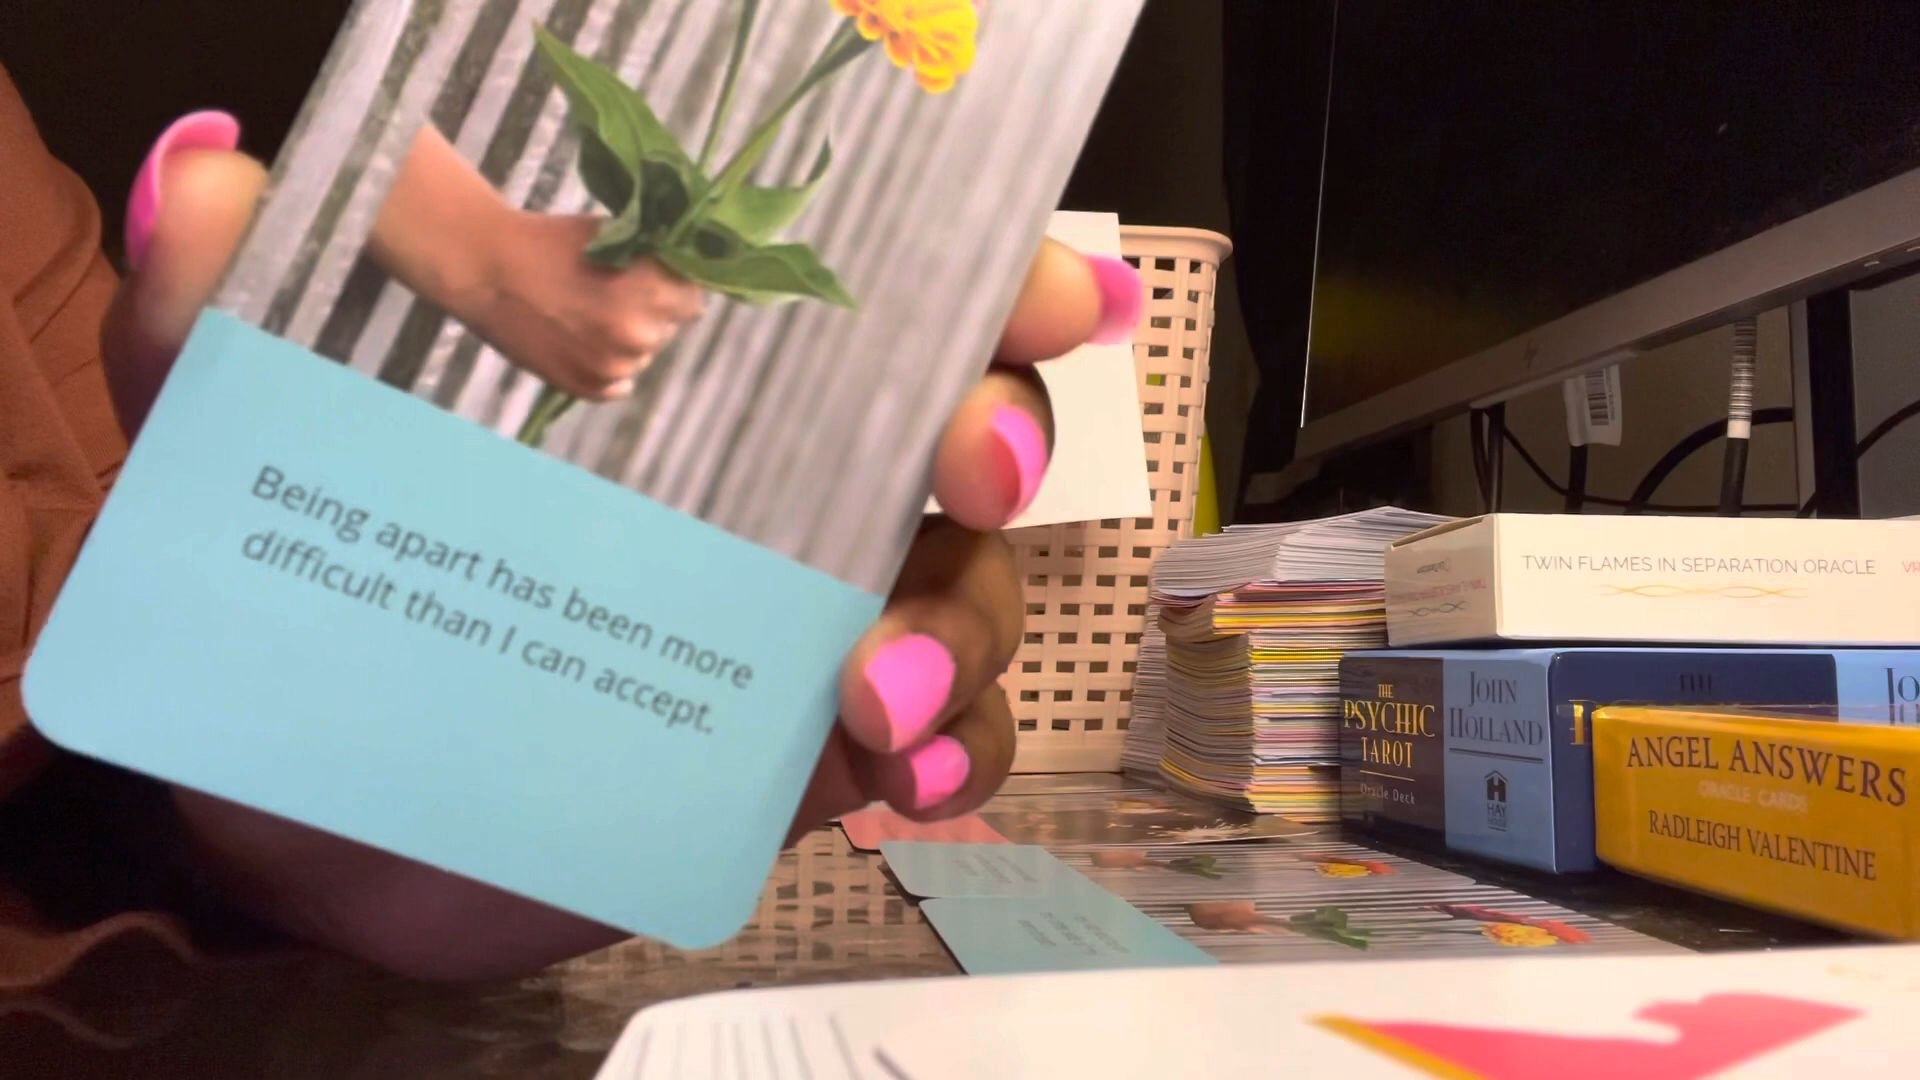 Being apart has been more
difficult than I can accept.
TWIN FLAMES IN SEPARATION ORACLE
THE
PSYCHIC
TAROT
Oracle Deck
JOHN
HOLLAND
HAY
HOUSE
ANGEL ANSWERS
ORACLE CARDS
RADLEIGH VALENTINE